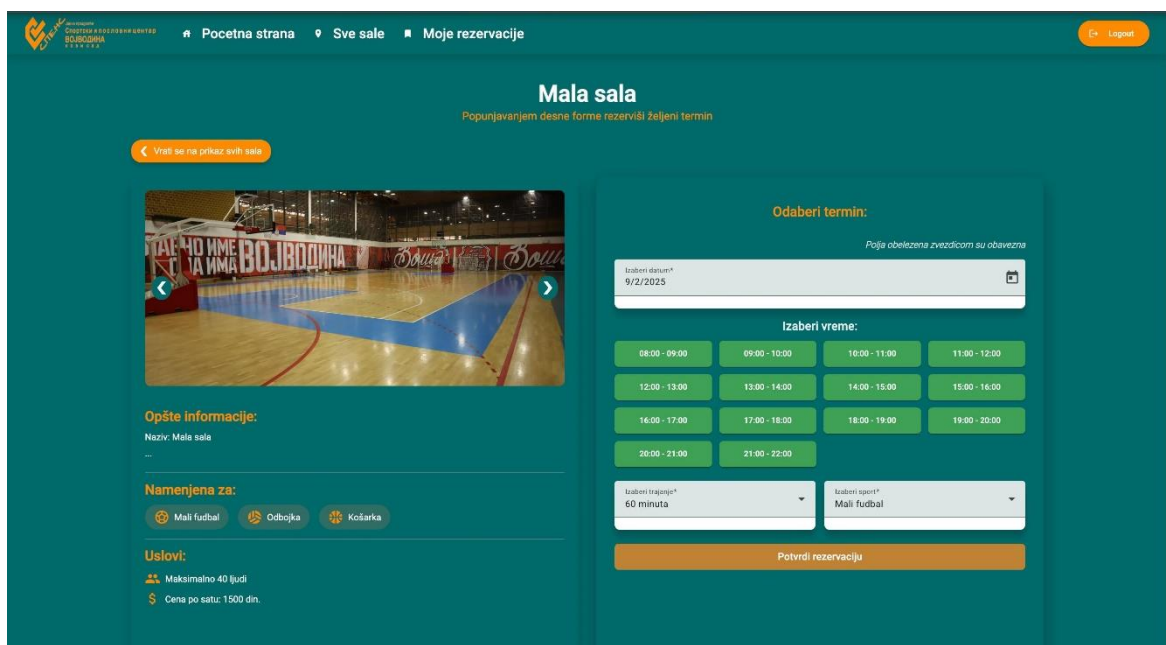 Спортски и пословни центар
ВОЈВОДИНА
Pocetna strana
Sve sale
Moje rezervacije
Logout
Mala sala
Popunjavanjem desne forme rezerviši željeni termin
Vrati se na prikaz svih sala
ИМЕ ВОЈВОДИНА
Opšte informacije:
Naziv: Mala sala
...
Namenjena za:
Mali fudbal
Odbojka
Košarka
Uslovi:
Maksimalno 40 ljudi
Cena po satu: 1500 din.
Odaberi termin:
Polja obelezena zvezdicom su obavezna
Izaberi datum*
9/2/2025
Izaberi vreme:
08:00 - 09:00
09:00 - 10:00
10:00 - 11:00
11:00 - 12:00
12:00 - 13:00
13:00 - 14:00
14:00 - 15:00
15:00 - 16:00
16:00 - 17:00
17:00 - 18:00
18:00 - 19:00
19:00 - 20:00
20:00 - 21:00
21:00 - 22:00
Izaberi trajanje*
60 minuta
Izaberi sport*
Mali fudbal
Potvrdi rezervaciju